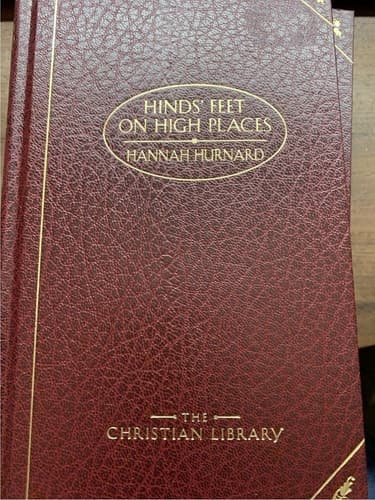 HINDS' FEET
ON HIGH PLACES
HANNAH HURNARD
THE
CHRISTIAN LIBRARY